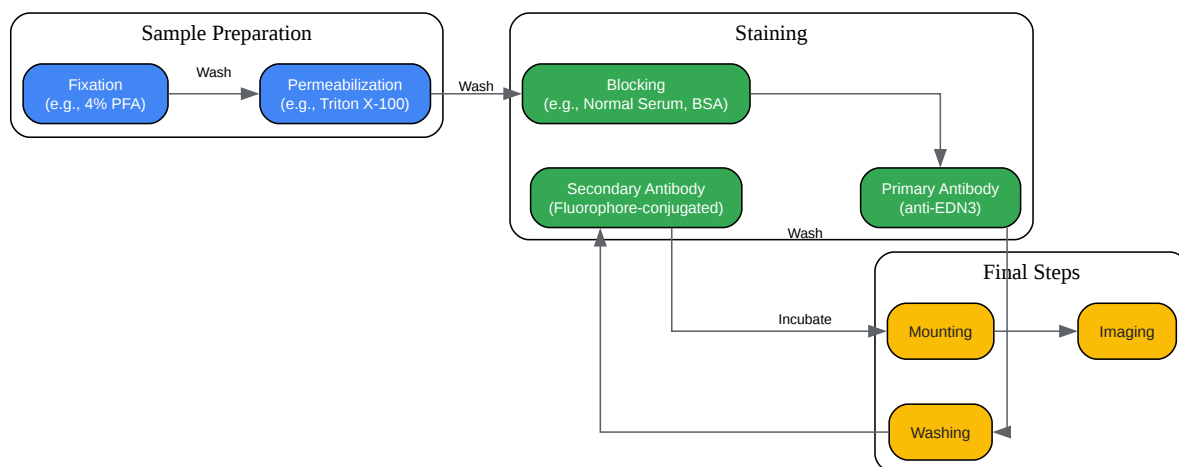 Sample Preparation
Fixation
(e.g., 4% PFA)
Wash
Permeabilization
(e.g., Triton X-100)
Wash
Staining
Blocking
(e.g., Normal Serum, BSA)
Secondary Antibody
(Fluorophore-conjugated)
Primary Antibody
(anti-EDN3)
Wash
Final Steps
Incubate
Mounting
Imaging
Washing